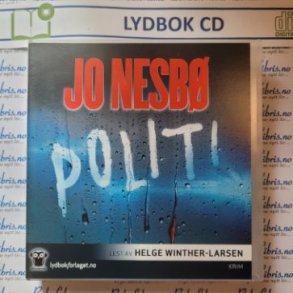 LYDBOK CD
JO NESBØ
POLITI
LEST AV HELGE WINTHER-LARSEN
lydbokforlaget.no
KRIM